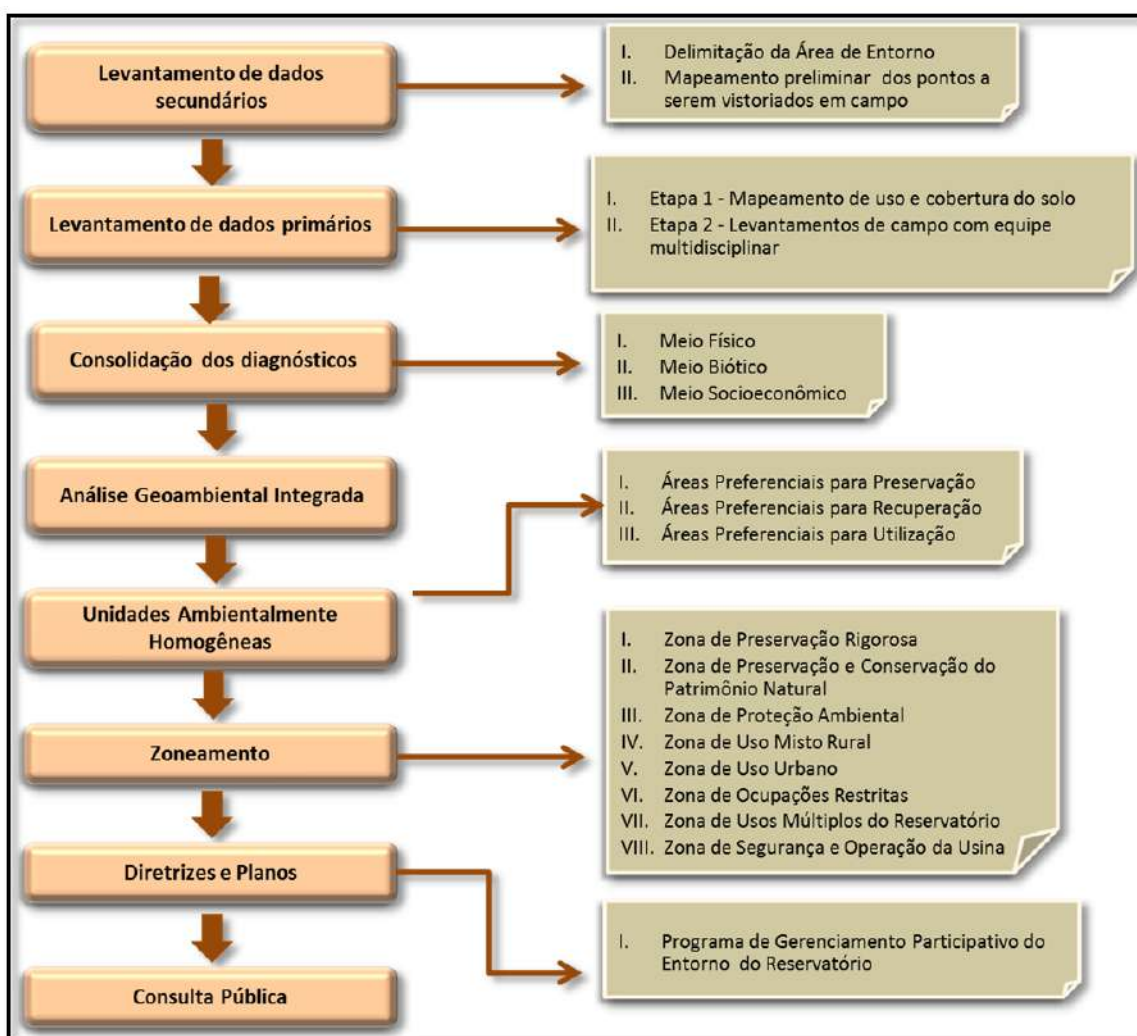 Levantamento de dados
secundários
I. Delimitação da Área de Entorno
II. Mapeamento preliminar dos pontos a
serem vistoriados em campo
Levantamento de dados primários
I. Etapa 1 - Mapeamento de uso e cobertura do solo
II. Etapa 2 - Levantamentos de campo com equipe
multidisciplinar
Consolidação dos diagnósticos
I. Meio Físico
II. Meio Biótico
III. Meio Socioeconômico
Análise Geoambiental Integrada
Unidades Ambientalmente
Homogêneas
I. Áreas Preferenciais para Preservação
II. Áreas Preferenciais para Recuperação
III. Áreas Preferenciais para Utilização
Zoneamento
I. Zona de Preservação Rigorosa
II. Zona de Preservação e Conservação do
Patrimônio Natural
III. Zona de Proteção Ambiental
IV. Zona de Uso Misto Rural
V. Zona de Uso Urbano
VI. Zona de Ocupações Restritas
VII. Zona de Usos Múltiplos do Reservatório
VIII. Zona de Segurança e Operação da Usina
Diretrizes e Planos
I. Programa de Gerenciamento Participativo do
Entorno do Reservatório
Consulta Pública